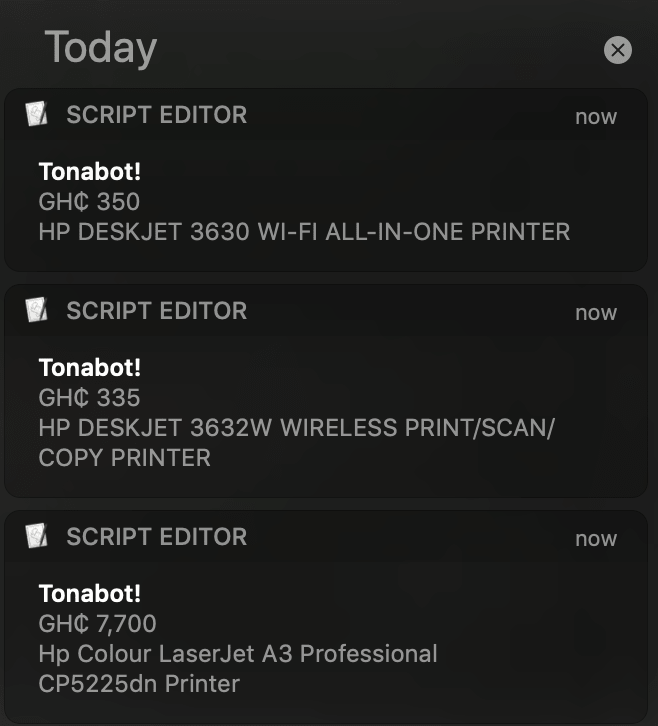 Today
SCRIPT EDITOR now
Tonabot!
GH₵ 350
HP DESKJET 3630 WI-FI ALL-IN-ONE PRINTER
SCRIPT EDITOR now
Tonabot!
GH₵ 335
HP DESKJET 3632W WIRELESS PRINT/SCAN/
COPY PRINTER
SCRIPT EDITOR now
Tonabot!
GH₵ 7,700
Hp Colour LaserJet A3 Professional
CP5225dn Printer